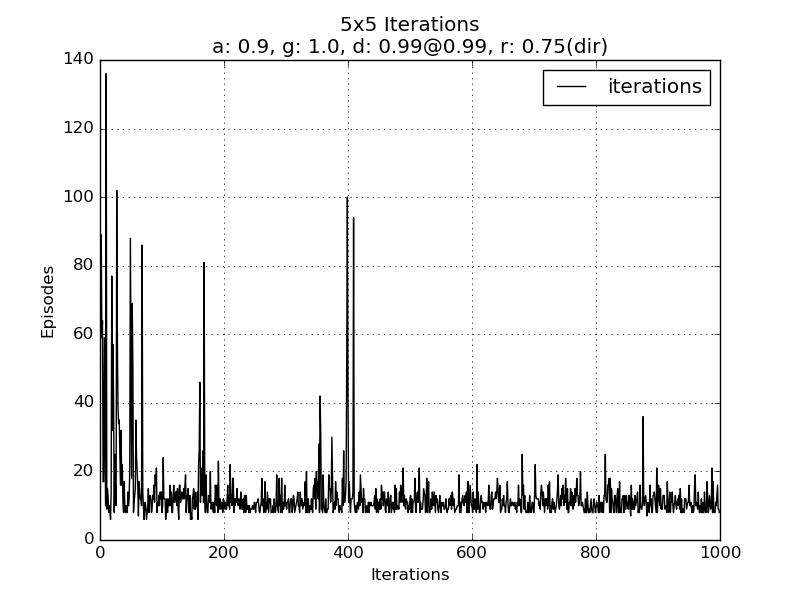 5x5 Iterations
a: 0.9, g: 1.0, d: 0.99@0.99, r: 0.75(dir)
iterations
140
120
100
80
60
40
20
0
Episodes
0 200 400 600 800 1000
Iterations